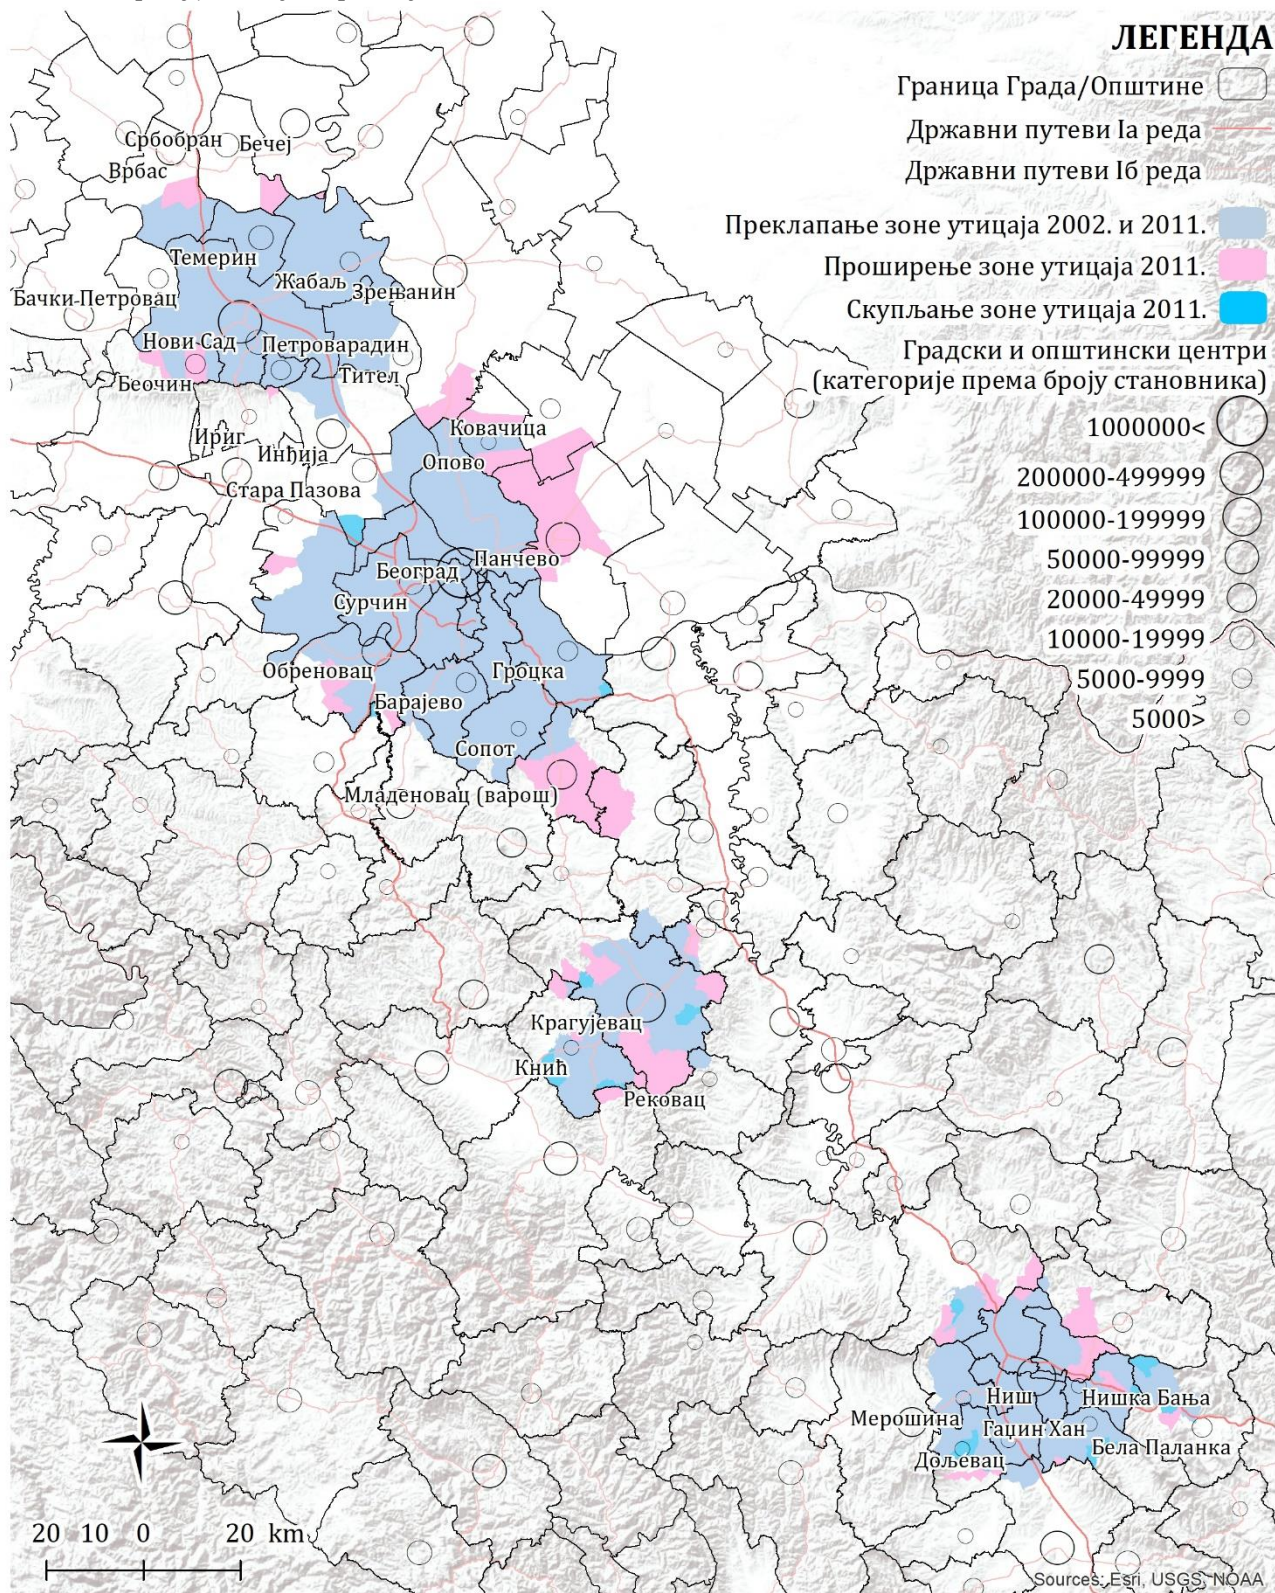 ЛЕГЕНДА
Граница Града/Општине
Државни путеви Iа реда
Државни путеви Iб реда
Преклапање зоне утицаја 2002. и 2011.
Проширење зоне утицаја 2011.
Скупљање зоне утицаја 2011.
Градски и општински центри
(категорије према броју становника)
1000000<
200000-499999
100000-199999
50000-99999
20000-49999
10000-19999
5000-9999
5000>
Србобран
Бечеј
Врбас
Темерин
Жабаљ
Зрењанин
Бачки Петровац
Нови Сад
Петроварадин
Беочин
Тител
Ириг
Инђија
Ковачица
Опово
Стара Пазова
Панчево
Београд
Сурчин
Обреновац
Гроцка
Барајево
Сопот
Младеновац (варош)
Крагујевац
Кнић
Рековац
Ниш
Нишка Бања
Мерошина
Гаџин Хан
Бела Паланка
Дољевац
20 10 0 20 km
Sources: Esri, USGS, NOAA